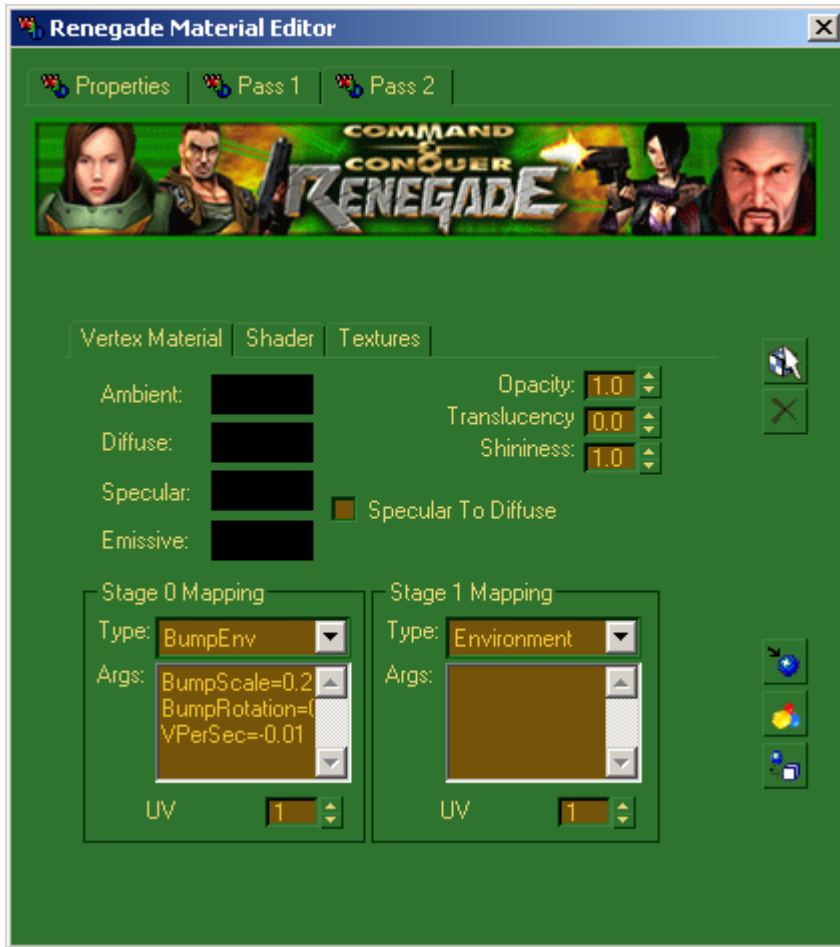 Renegade Material Editor
Properties Pass 1 Pass 2
COMMAND
&
CONQUER
RENEGADE
Vertex Material Shader Textures
Ambient:
Diffuse:
Specular:
Emissive:
Opacity: 1.0
Translucency 0.0
Shininess: 1.0
Specular To Diffuse
Stage 0 Mapping
Type: BumpEnv
Args: BumpScale=0.2
BumpRotation=
VPerSec=-0.01
UV 1
Stage 1 Mapping
Type: Environment
Args:
UV 1